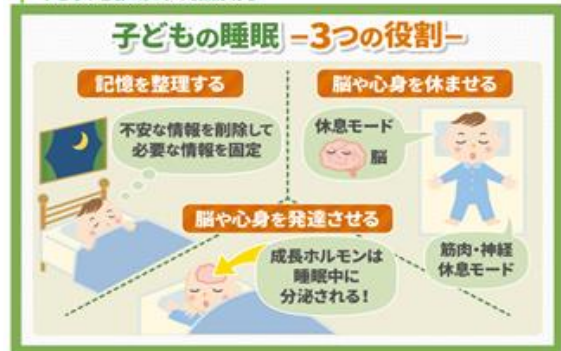 子どもの睡眠 −3つの役割−
記憶を整理する
不安な情報を削除して
必要な情報を固定
脳や心身を休ませる
休息モード
脳
筋肉・神経
休息モード
脳や心身を発達させる
成長ホルモンは
睡眠中に
分泌される！